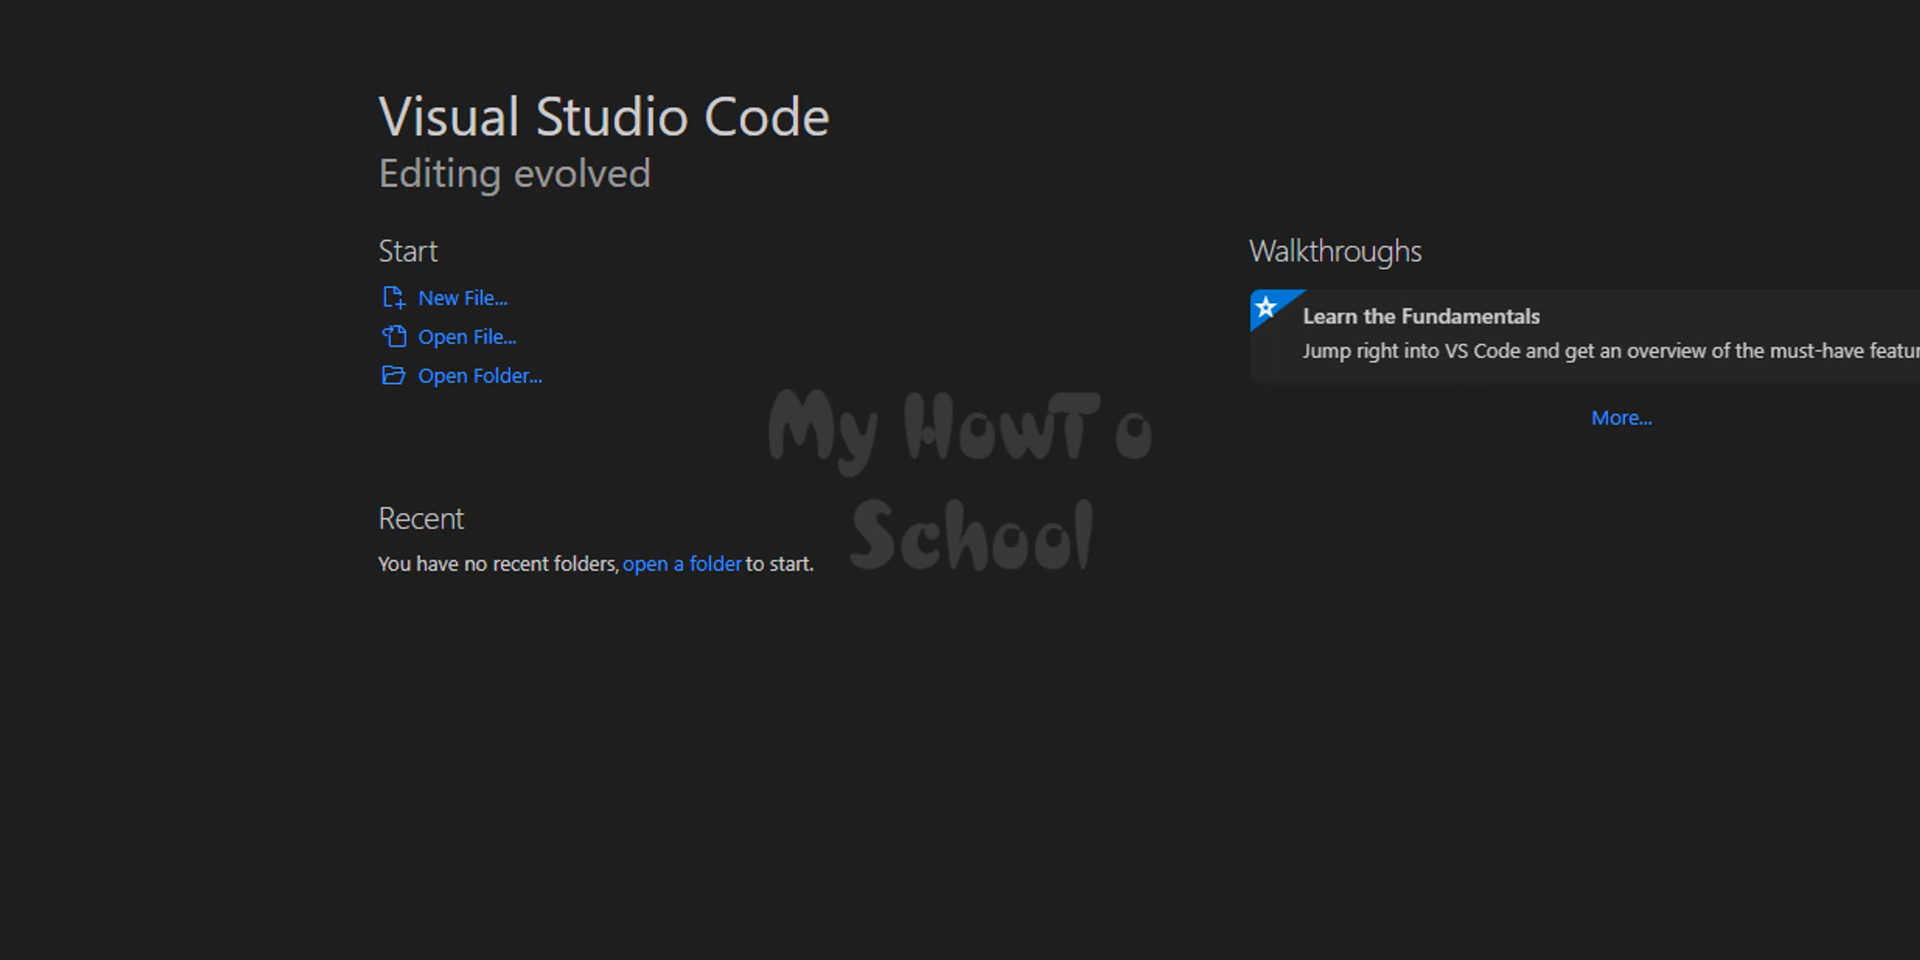 Visual Studio Code
Editing evolved
Start
New File...
Open File...
Open Folder...
Recent
You have no recent folders, open a folder to start.
Walkthroughs
Learn the Fundamentals
Jump right into VS Code and get an overview of the must-have
More...
My HowTo
School